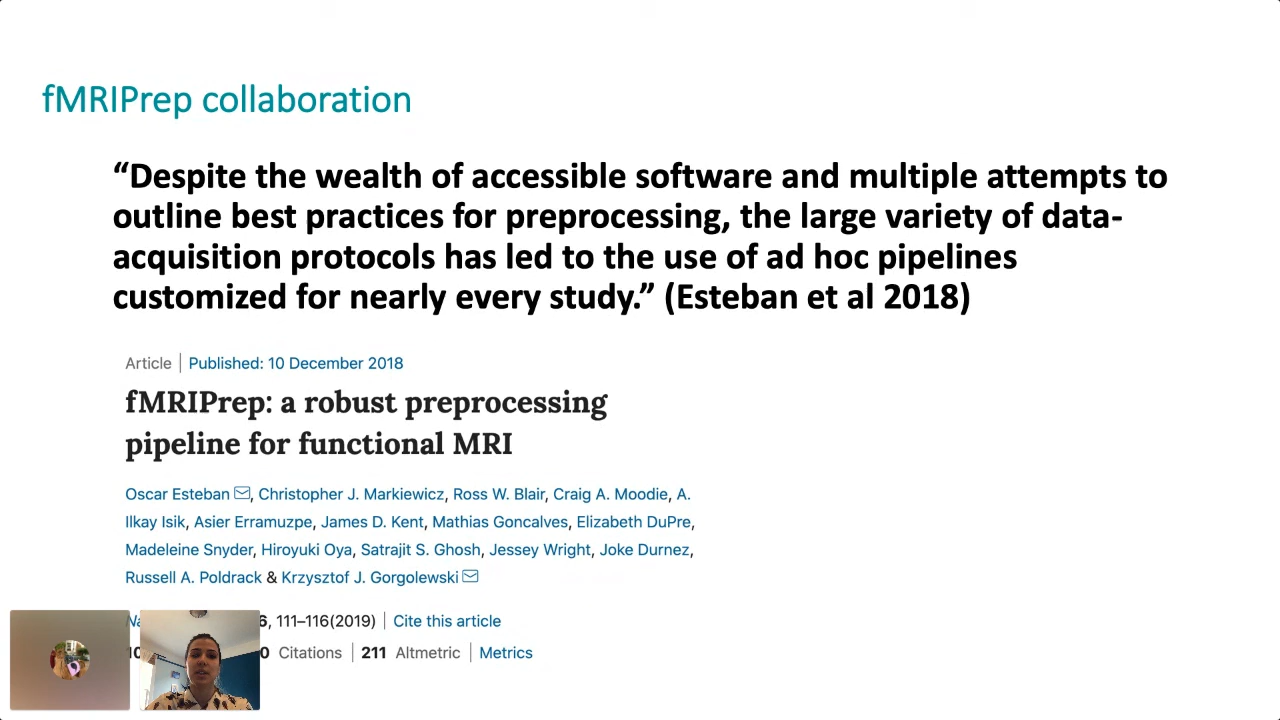 fMRIPrep collaboration
“Despite the wealth of accessible software and multiple attempts to
outline best practices for preprocessing, the large variety of data-
acquisition protocols has led to the use of ad hoc pipelines
customized for nearly every study.” (Esteban et al 2018)
Article | Published: 10 December 2018
fMRIPrep: a robust preprocessing
pipeline for functional MRI
Oscar Esteban, Christopher J. Markiewicz, Ross W. Blair, Craig A. Moodie, A.
Ilkay Isik, Asier Erramuzpe, James D. Kent, Mathias Goncalves, Elizabeth DuPre,
Madeleine Snyder, Hiroyuki Oya, Satrajit S. Ghosh, Jessey Wright, Joke Durnez,
Russell A. Poldrack & Krzysztof J. Gorgolewski
6, 111–116(2019) | Cite this article
0 Citations | 211 Altmetric | Metrics